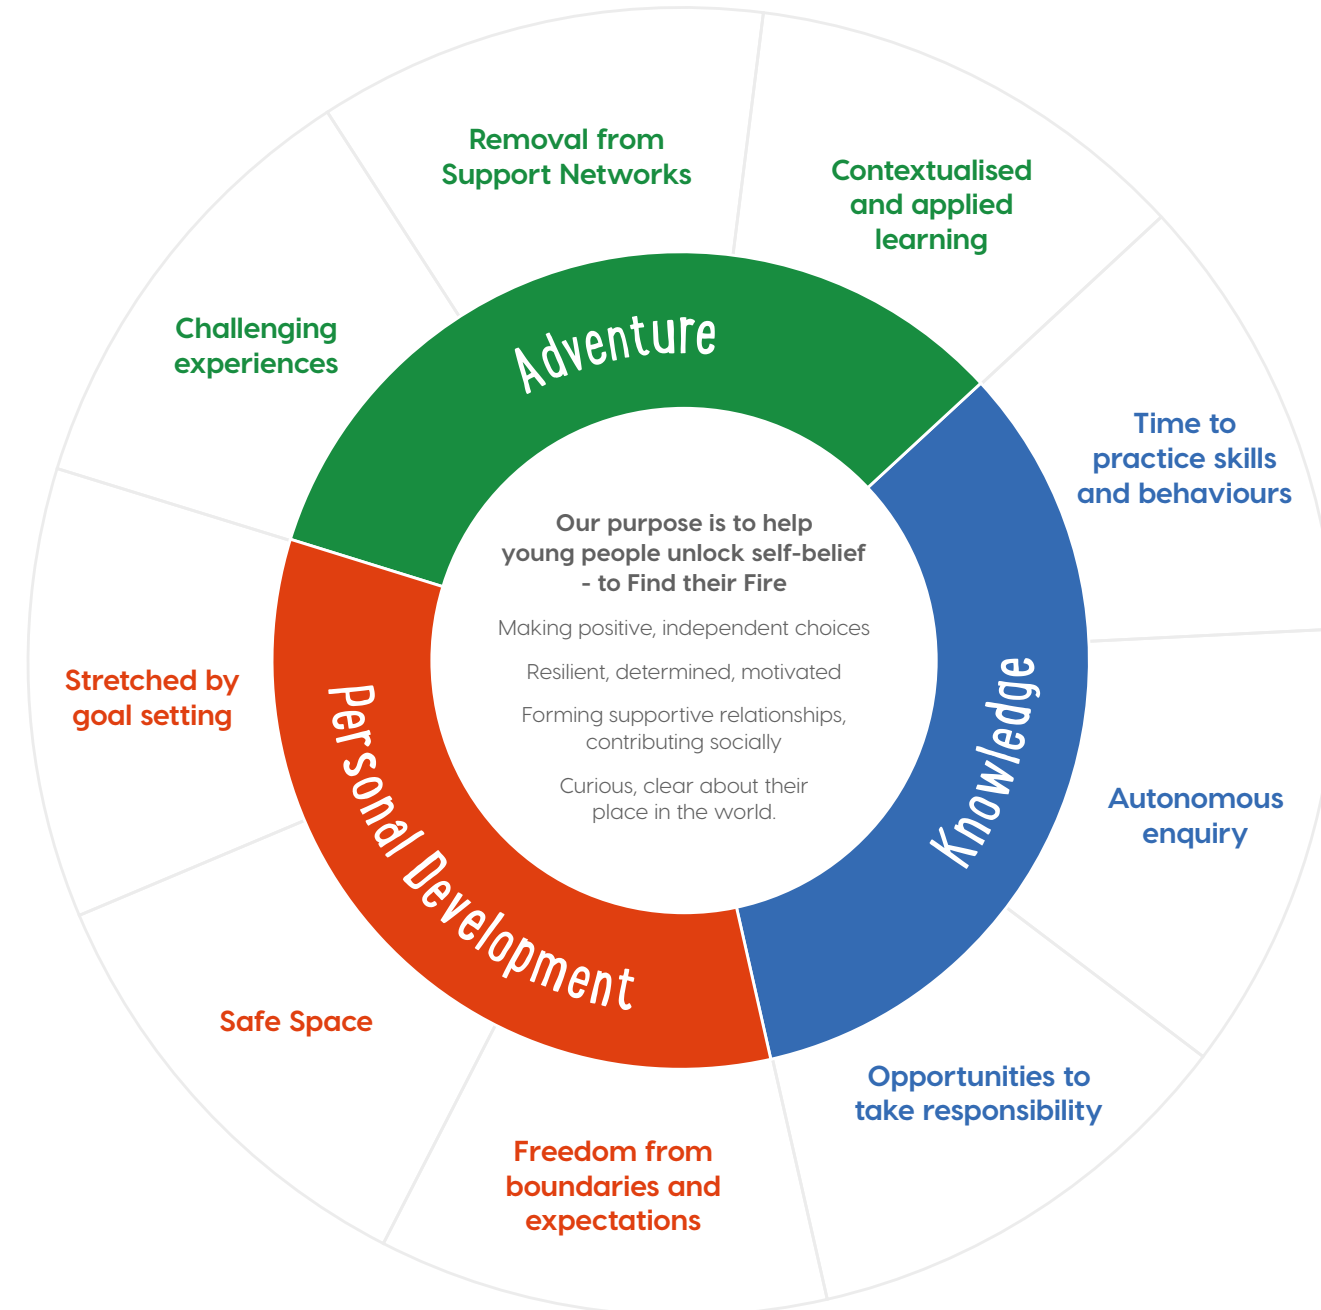 Removal from
Support Networks
Contextualised
and applied
learning
Challenging
experiences
Adventure
Time to
practice skills
and behaviours
Our purpose is to help
young people unlock self-belief
- to Find their Fire
Making positive, independent choices
Resilient, determined, motivated
Forming supportive relationships,
contributing socially
Curious, clear about their
place in the world.
Stretched by
goal setting
Personal Development
Knowledge
Autonomous
enquiry
Safe Space
Opportunities to
take responsibility
Freedom from
boundaries and
expectations